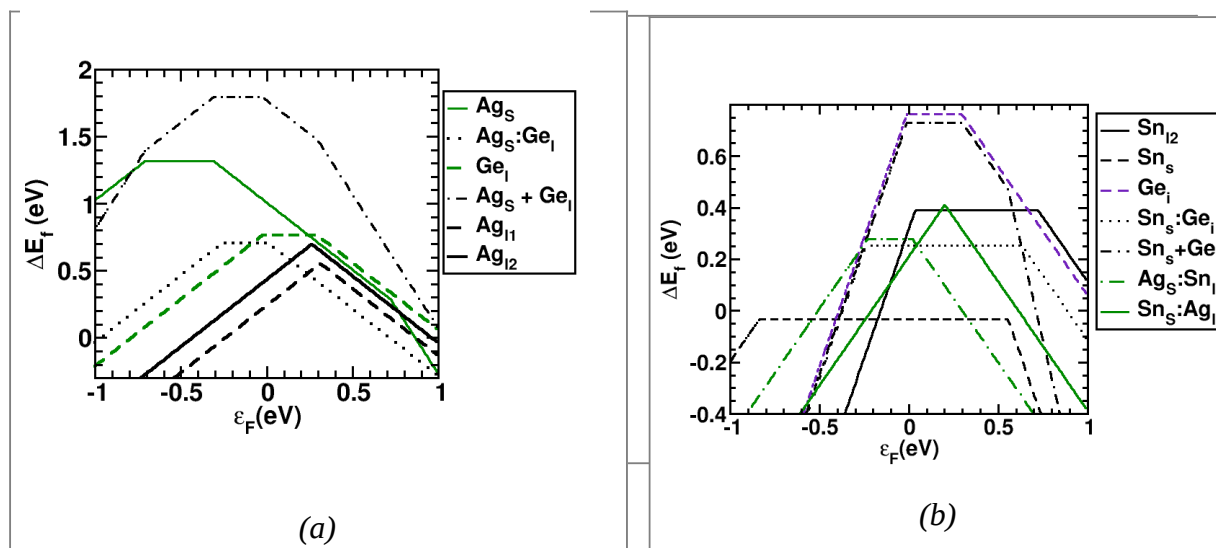 2
1.5
1
0.5
0
-1
-0.5
0
0.5
1
ΔE_f (eV)
ε_F(eV)
Ag_S
Ag_S:Ge_I
Ge_I
Ag_S + Ge_I
Ag_I1
Ag_I2
(a)
0.6
0.4
0.2
0
-0.2
-0.4
-1
-0.5
0
0.5
1
ΔE_f (eV)
ε_F(eV)
Sn_I2
Sn_s
Ge_i
Sn_s:Ge_i
Sn_s+Ge
Ag_S:Sn_I
Sn_S:Ag_I
(b)